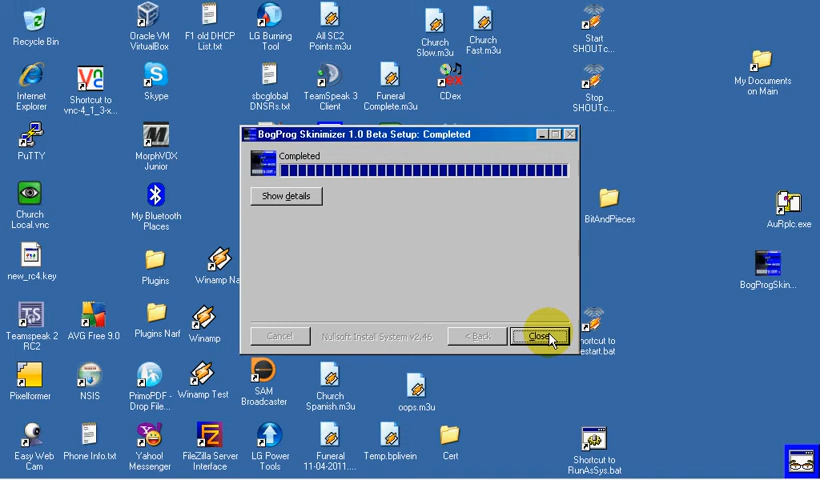 Recycle Bin
Oracle VM
VirtualBox
F1 old DHCP
List.txt
LG Burning
Tool
All SC2
Points.m3u
Church
Slow.m3u
Church
Fast.m3u
Start
SHOUTc...
My Documents
on Main
Internet
Explorer
Shortcut to
vnc-4_1_3-x...
Skype
sbcglobal
DNSRs.txt
TeamSpeak 3
Client
Funeral
Complete.m3u
CDex
Stop
SHOUTc...
PuTTY
MorphVOX
Junior
BogProg Skinimizer 1.0 Beta Setup: Completed
Completed
Show details
Cancel
Nullsoft Install System v2.46
< Back
Close
Church
Local.vnc
My Bluetooth
Places
BitAndPieces
AuRplc.exe
new_rc4.key
Plugins
Winamp Na
BogProgSkin...
Teamspeak 2
RC2
AVG Free 9.0
Plugins Narf
Winamp
hortcut to
estart.bat
Pixelformer
NSIS
PrimoPDF -
Drop File...
Winamp Test
SAM
Broadcaster
Church
Spanish.m3u
oops.m3u
Easy Web
Cam
Phone Info.txt
Yahoo!
Messenger
FileZilla Server
Interface
LG Power
Tools
Funeral
11-04-2011....
Temp.bplivein
Cert
Shortcut to
RunAsSys.bat